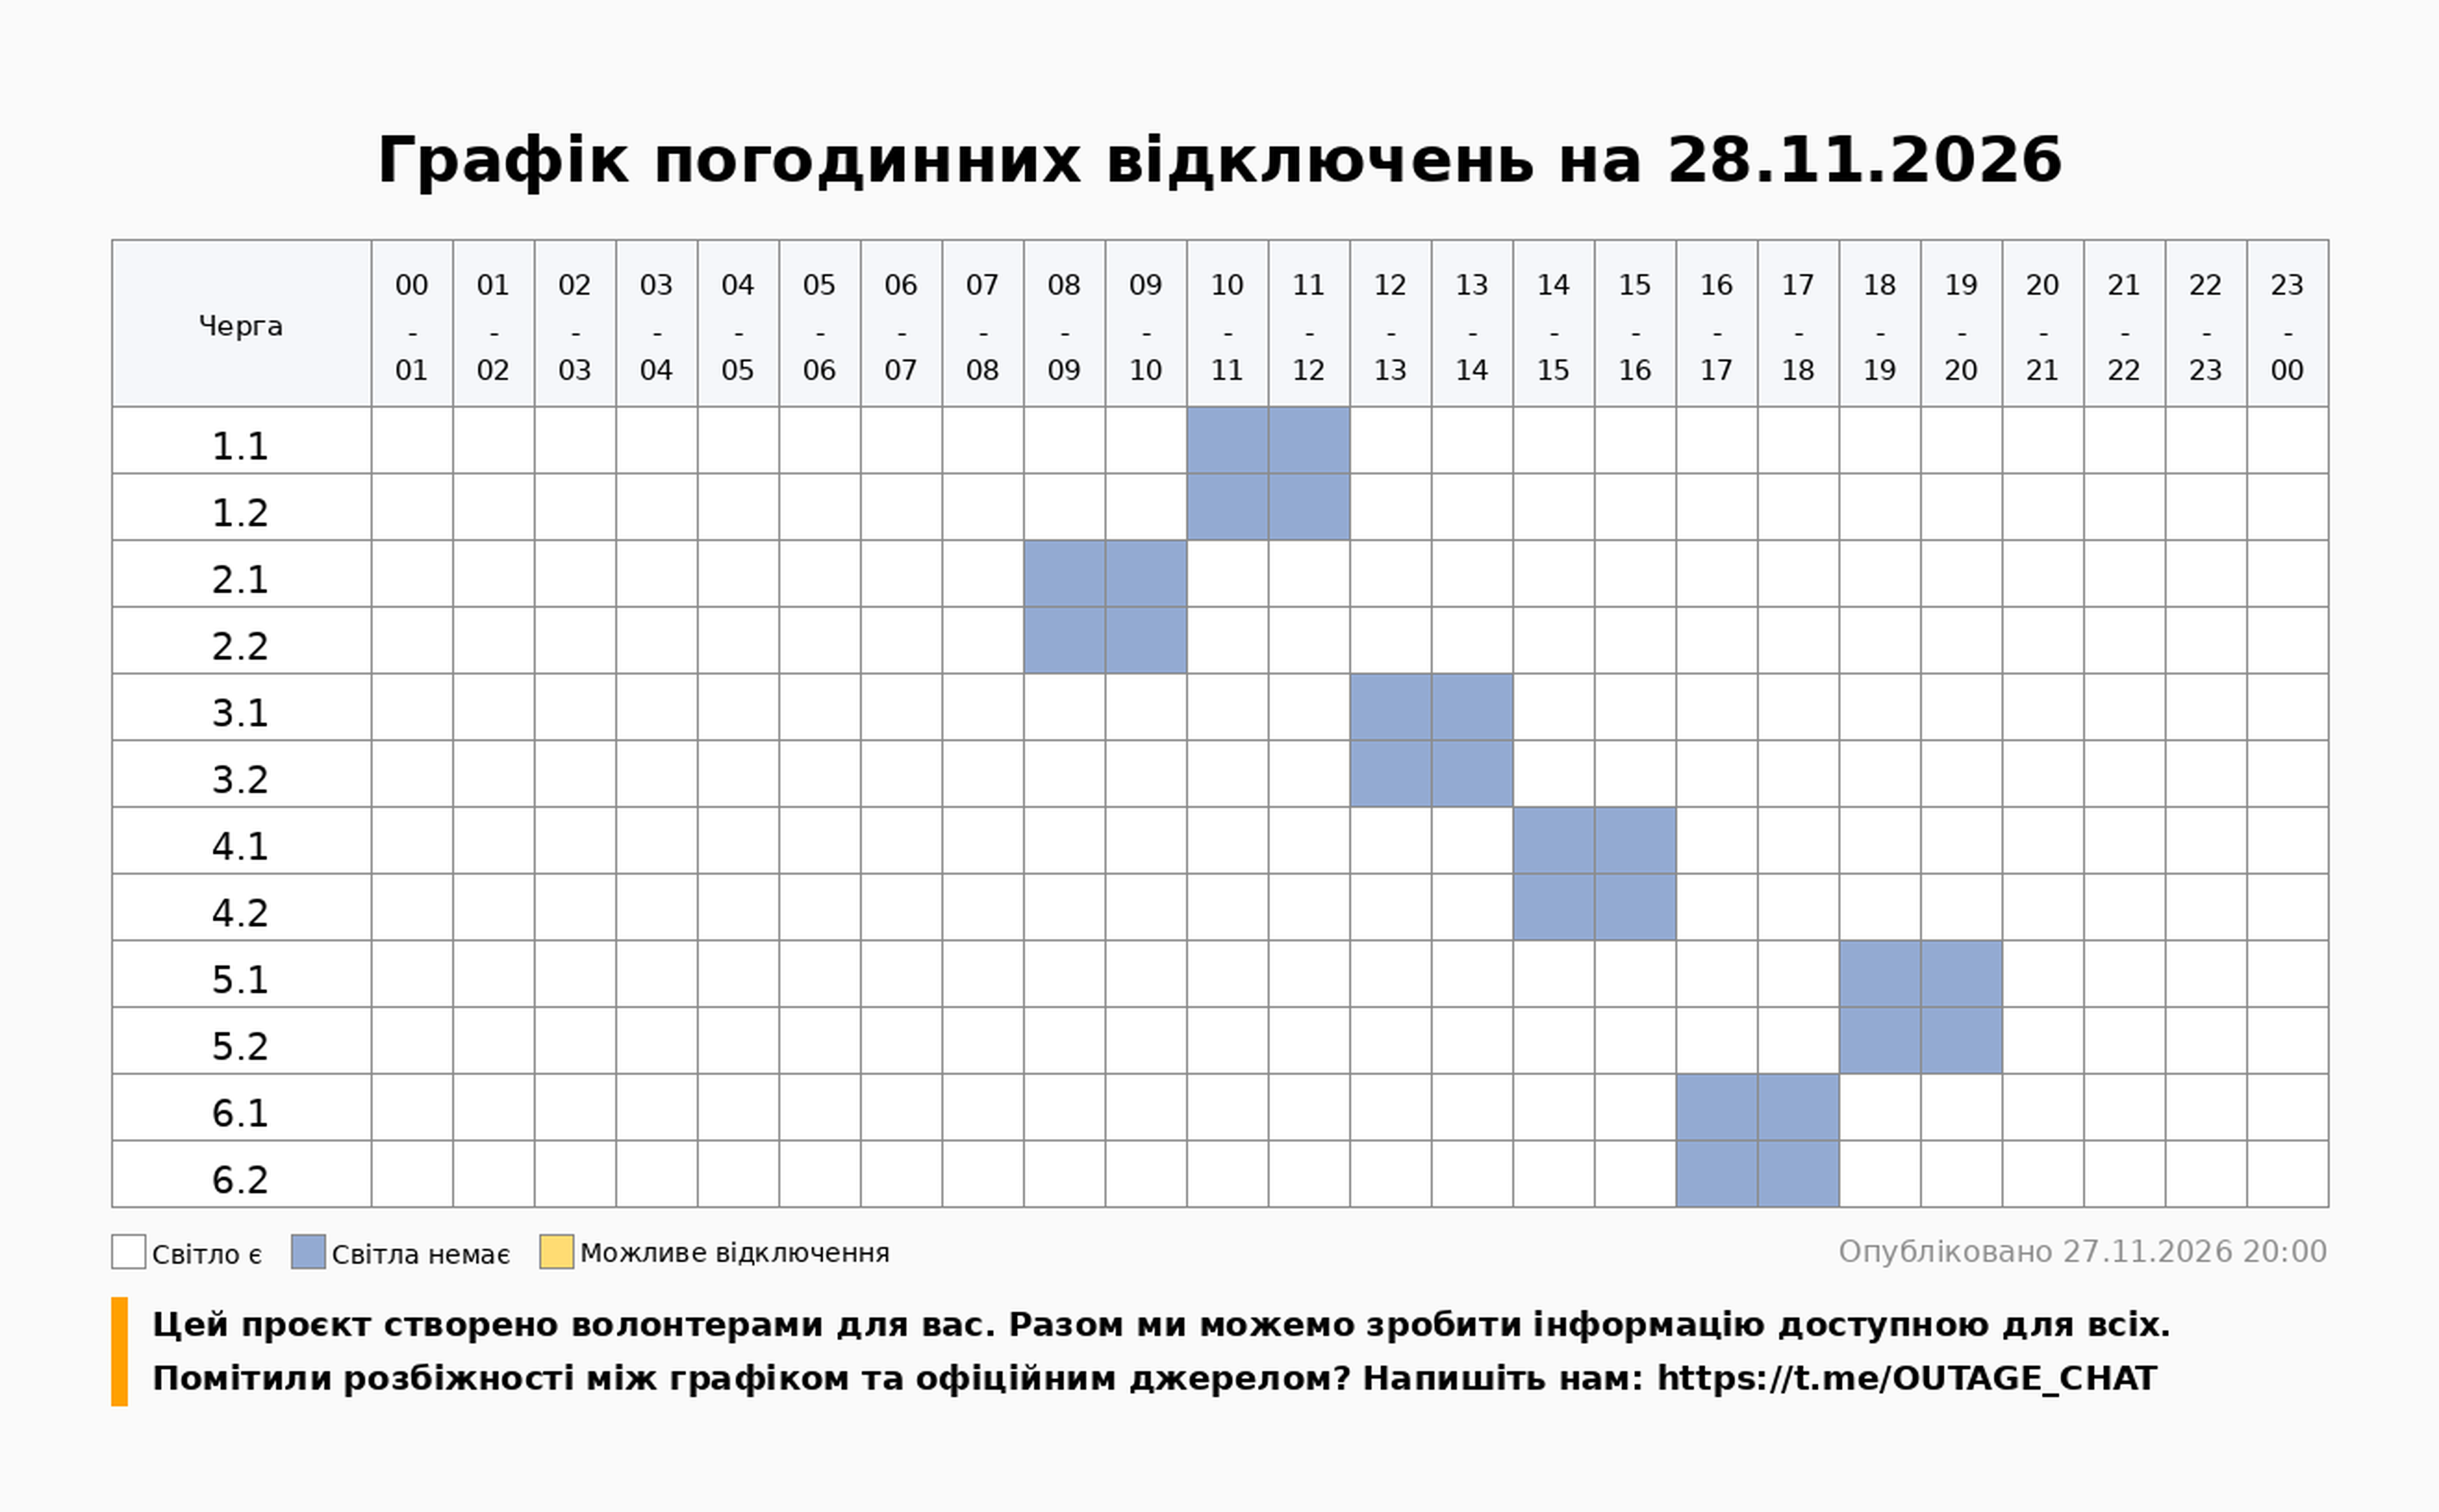 Графік погодинних відключень на 28.11.2026
Черга 00 - 01 01 - 02 02 - 03 03 - 04 04 - 05 05 - 06 06 - 07 07 - 08 08 - 09 09 - 10 10 - 11 11 - 12 12 - 13 13 - 14 14 - 15 15 - 16 16 - 17 17 - 18 18 - 19 19 - 20 20 - 21 21 - 22 22 - 23 23 - 00
1.1
1.2
2.1
2.2
3.1
3.2
4.1
4.2
5.1
5.2
6.1
6.2
Світло є Світла немає Можливе відключення Опубліковано 27.11.2026 20:00
Цей проєкт створено волонтерами для вас. Разом ми можемо зробити інформацію доступною для всіх.
Помітили розбіжності між графіком та офіційним джерелом? Напишіть нам: https://t.me/OUTAGE_CHAT